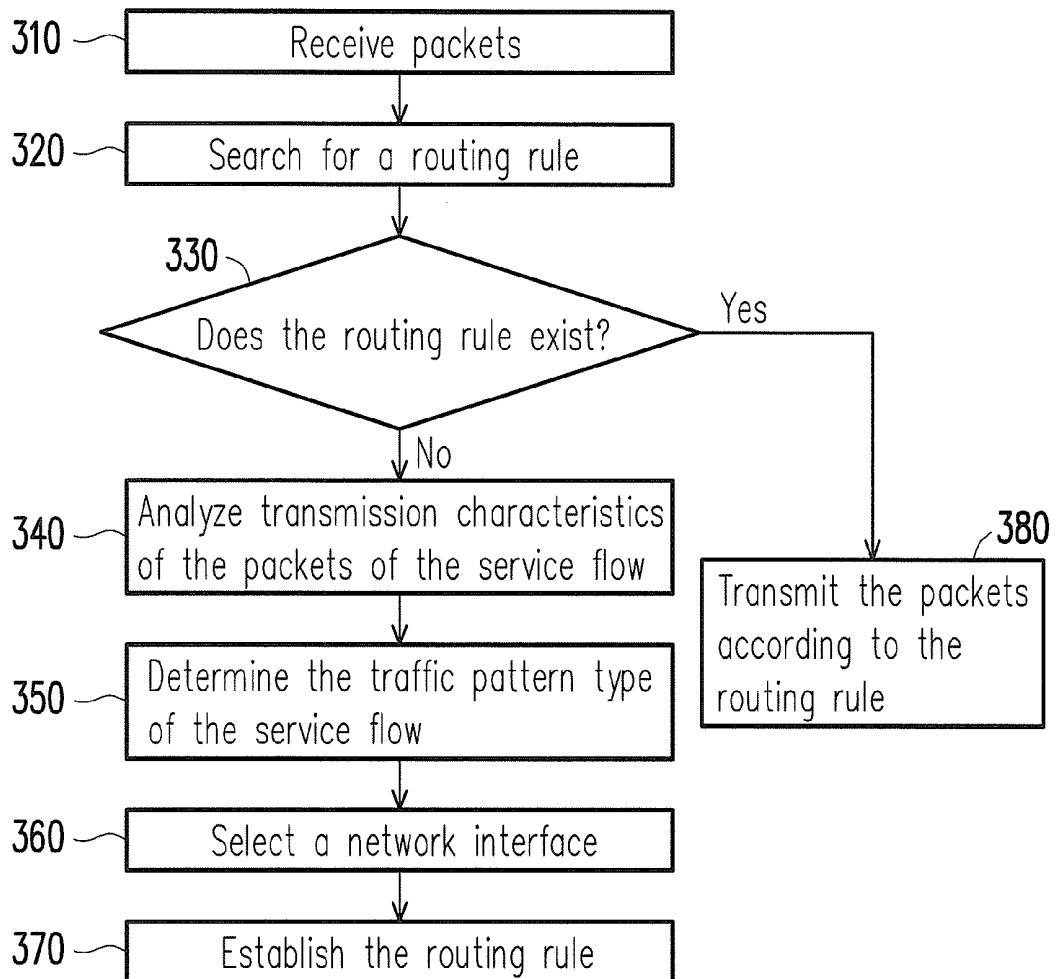 310
Receive packets
320
Search for a routing rule
330
Does the routing rule exist?
Yes
No
340
Analyze transmission characteristics
of the packets of the service flow
380
Transmit the packets
according to the
routing rule
350
Determine the traffic pattern type
of the service flow
360
Select a network interface
370
Establish the routing rule